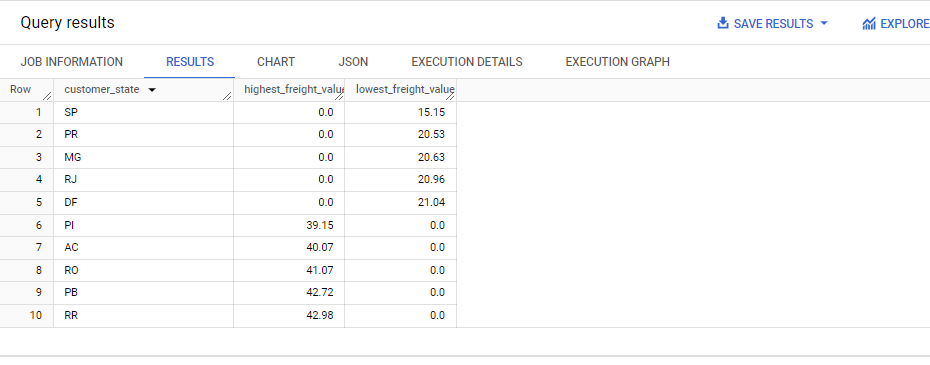 Query results SAVE RESULTS EXPLORE
JOB INFORMATION RESULTS CHART JSON EXECUTION DETAILS EXECUTION GRAPH
Row customer_state highest_freight_value lowest_freight_value
1 SP 0.0 15.15
2 PR 0.0 20.53
3 MG 0.0 20.63
4 RJ 0.0 20.96
5 DF 0.0 21.04
6 PI 39.15 0.0
7 AC 40.07 0.0
8 RO 41.07 0.0
9 PB 42.72 0.0
10 RR 42.98 0.0